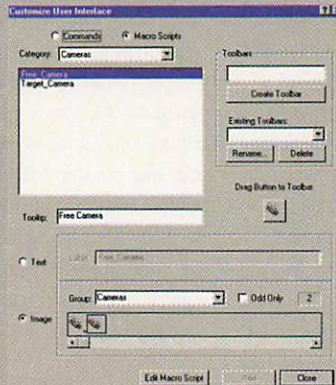 Customize User Interface
Commands
Macro Scripts
Category: Cameras
Free_Camera
Target_Camera
Toolbars
Create Toolbar
Existing Toolbars:
Rename...
Delete
Drag Button to Toolbar
Tooltip: Free Camera
Text
Label: Free_Camera
Group: Cameras
Odd Only
2
Image
Edit Macro Script
Close